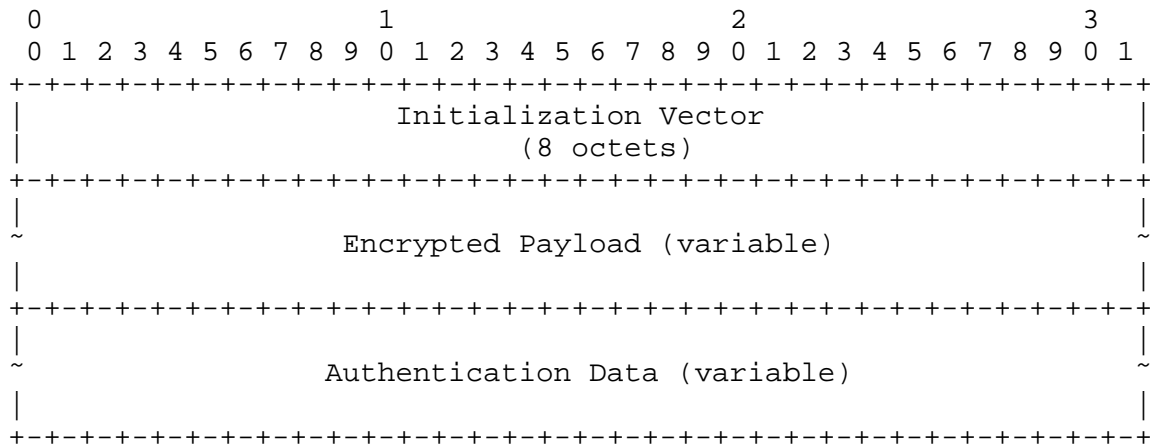 0                   1                   2                   3
 0 1 2 3 4 5 6 7 8 9 0 1 2 3 4 5 6 7 8 9 0 1 2 3 4 5 6 7 8 9 0 1
+-+-+-+-+-+-+-+-+-+-+-+-+-+-+-+-+-+-+-+-+-+-+-+-+-+-+-+-+-+-+-+-+
|                     Initialization Vector                     |
|                            (8 octets)                         |
+-+-+-+-+-+-+-+-+-+-+-+-+-+-+-+-+-+-+-+-+-+-+-+-+-+-+-+-+-+-+-+-+
|                                                               |
~                  Encrypted Payload (variable)                 ~
|                                                               |
+-+-+-+-+-+-+-+-+-+-+-+-+-+-+-+-+-+-+-+-+-+-+-+-+-+-+-+-+-+-+-+-+
|                                                               |
~                 Authentication Data (variable)                ~
|                                                               |
+-+-+-+-+-+-+-+-+-+-+-+-+-+-+-+-+-+-+-+-+-+-+-+-+-+-+-+-+-+-+-+-+